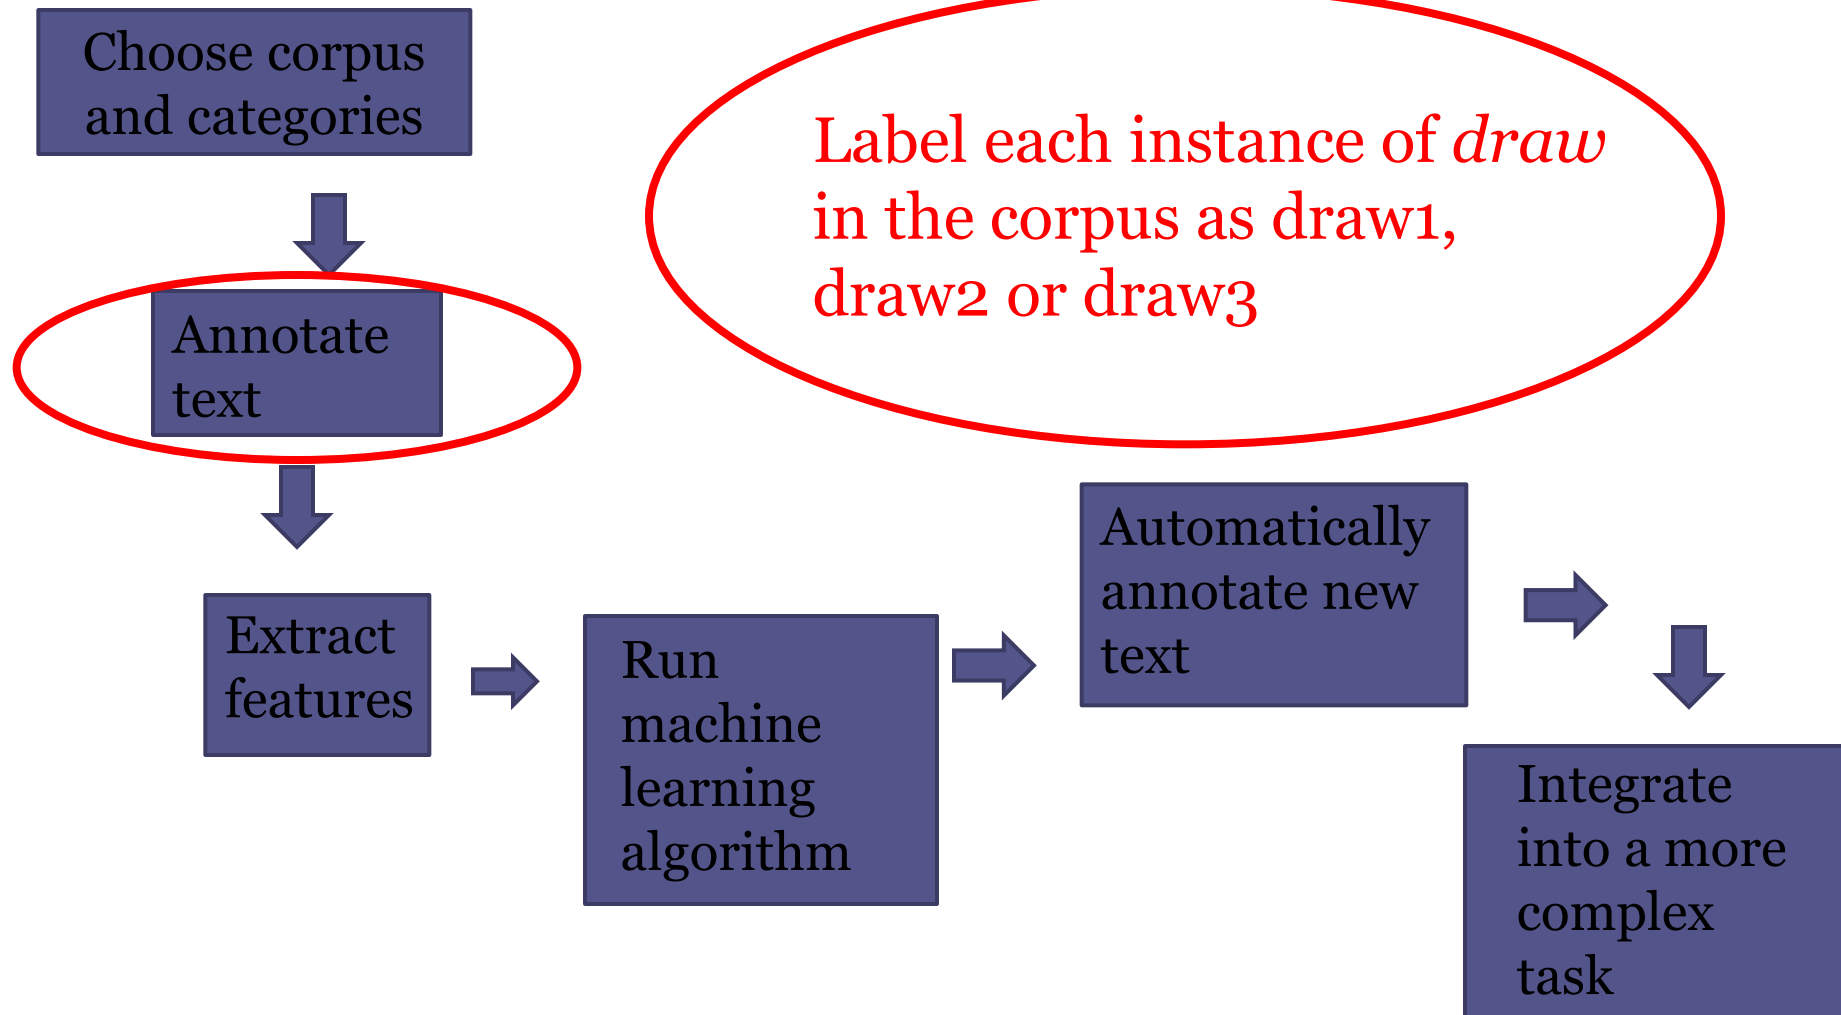 Choose corpus
and categories
Label each instance of draw
in the corpus as draw1,
draw2 or draw3
Annotate
text
Extract
features
Run
machine
learning
algorithm
Automatically
annotate new
text
Integrate
into a more
complex
task